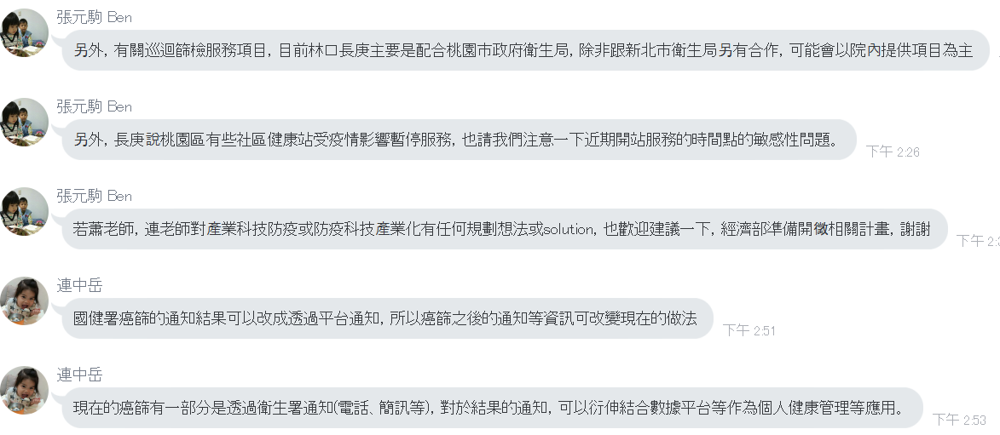 張元駒 Ben
另外, 有關巡迴篩檢服務項目, 目前林口長庚主要是配合桃園市政府衛生局, 除非跟新北市衛生局另有合作, 可能會以院內提供項目為主
張元駒 Ben
另外, 長庚說桃園區有些社區健康站受疫情影響暫停服務, 也請我們注意一下近期開站服務的時間點的敏感性問題。
下午 2:26
張元駒 Ben
若蕭老師, 連老師對產業科技防疫或防疫科技產業化有任何規劃想法或solution, 也歡迎建議一下, 經濟部準備開徵相關計畫, 謝謝
下午 2:
連中岳
國健署癌篩的通知結果可以改成透過平台通知, 所以癌篩之後的通知等資訊可改變現在的做法
下午 2:51
連中岳
現在的癌篩有一部分是透過衛生署通知(電話、簡訊等), 對於結果的通知, 可以衍伸結合數據平台等作為個人健康管理等應用。
下午 2:53